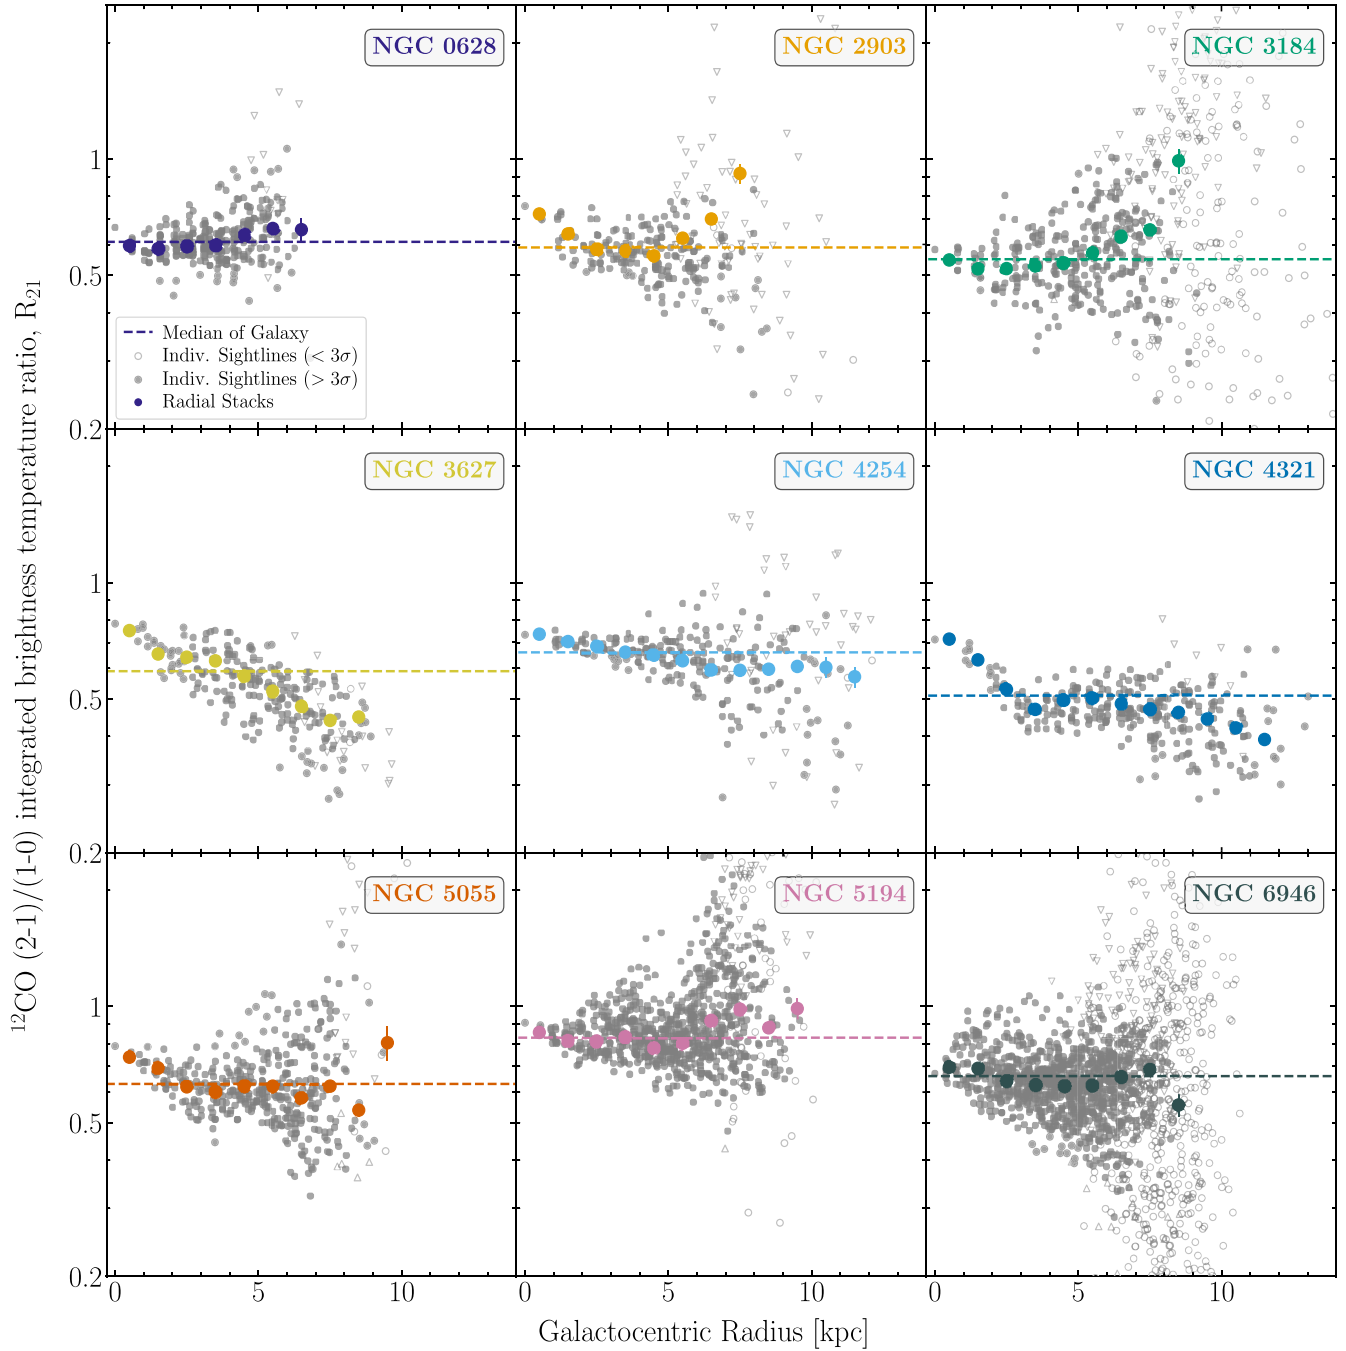 NGC 0628
NGC 2903
NGC 3184
1
0.5
0.2
Median of Galaxy
Indiv. Sightlines (< 3σ)
Indiv. Sightlines (> 3σ)
Radial Stacks
NGC 3627
NGC 4254
NGC 4321
1
0.5
0.2
NGC 5055
NGC 5194
NGC 6946
1
0.5
0.2
0 5 10
0 5 10
0 5 10
Galactocentric Radius [kpc]
¹²CO (2-1)/(1-0) integrated brightness temperature ratio, R₂₁